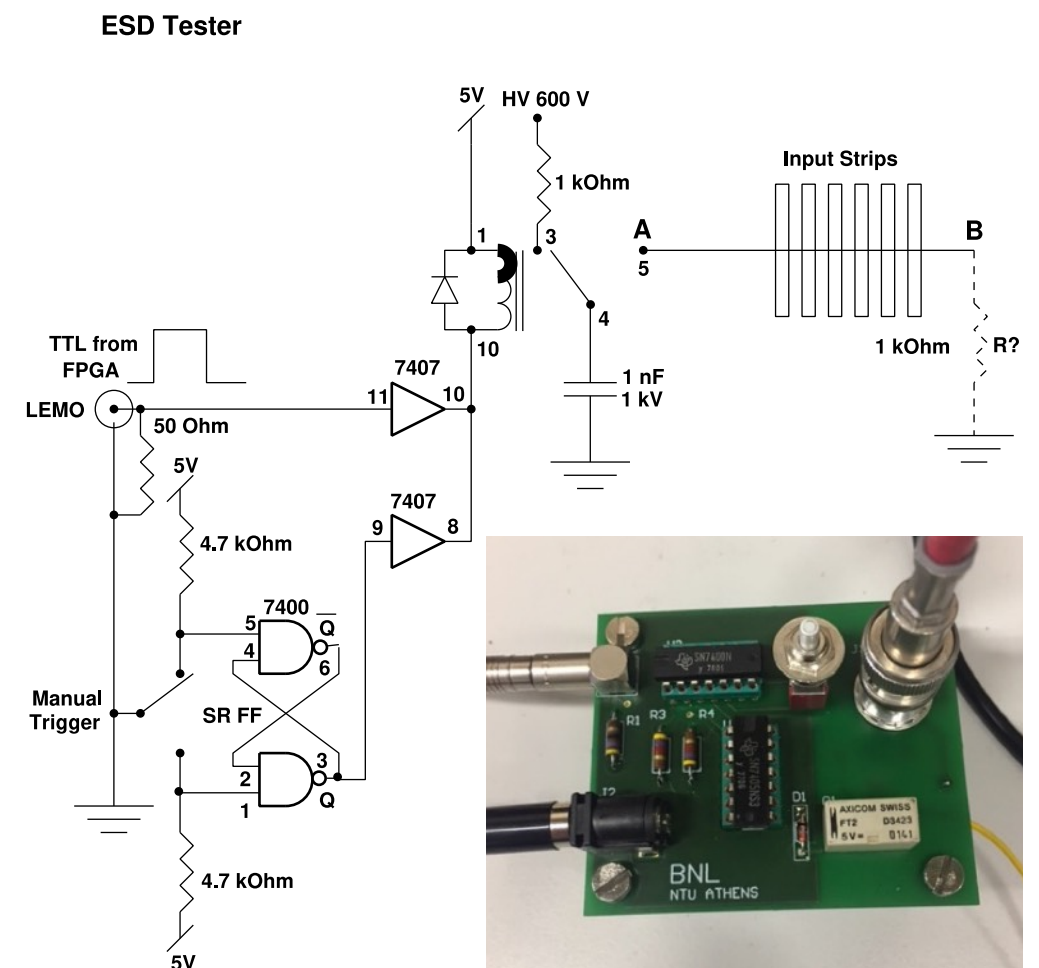 ESD Tester
5V
HV 600 V
1 kOhm
Input Strips
1
3
A
5
B
4
10
1 kOhm
R?
TTL from
FPGA
7407
1 nF
1 kV
LEMO
11
10
50 Ohm
5V
7407
9
8
4.7 kOhm
7400
Q
5
4
6
Manual
Trigger
SR FF
3
2
Q
1
4.7 kOhm
5V
SN7400N
R1
R3
R4
J2
D1
AXICOM SWISS
FT2 D3423
5V= 0141
BNL
NTU ATHENS